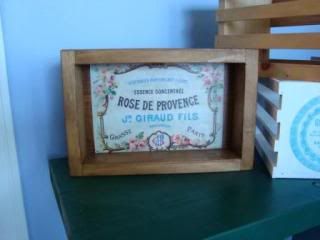 ESSENCE CONCENTRÉE
ROSE DE PROVENCE
Jn GIRAUD FILS
GRASSE PARIS